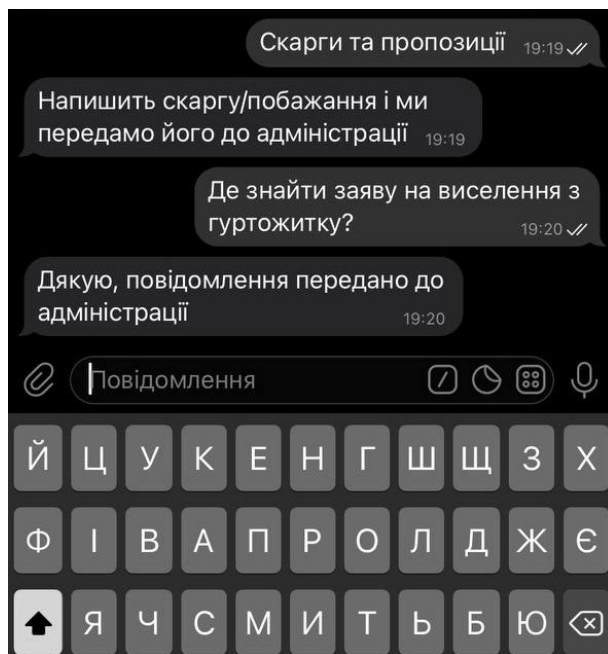 Скарги та пропозиції 19:19
Напишить скаргу/побажання і ми
передамо його до адміністрації 19:19
Де знайти заяву на виселення з
гуртожитку? 19:20
Дякую, повідомлення передано до
адміністрації 19:20
Повідомлення
Й Ц У К Е Н Г Ш Щ З Х
Ф І В А П Р О Л Д Ж Є
Я Ч С М И Т Ь Б Ю